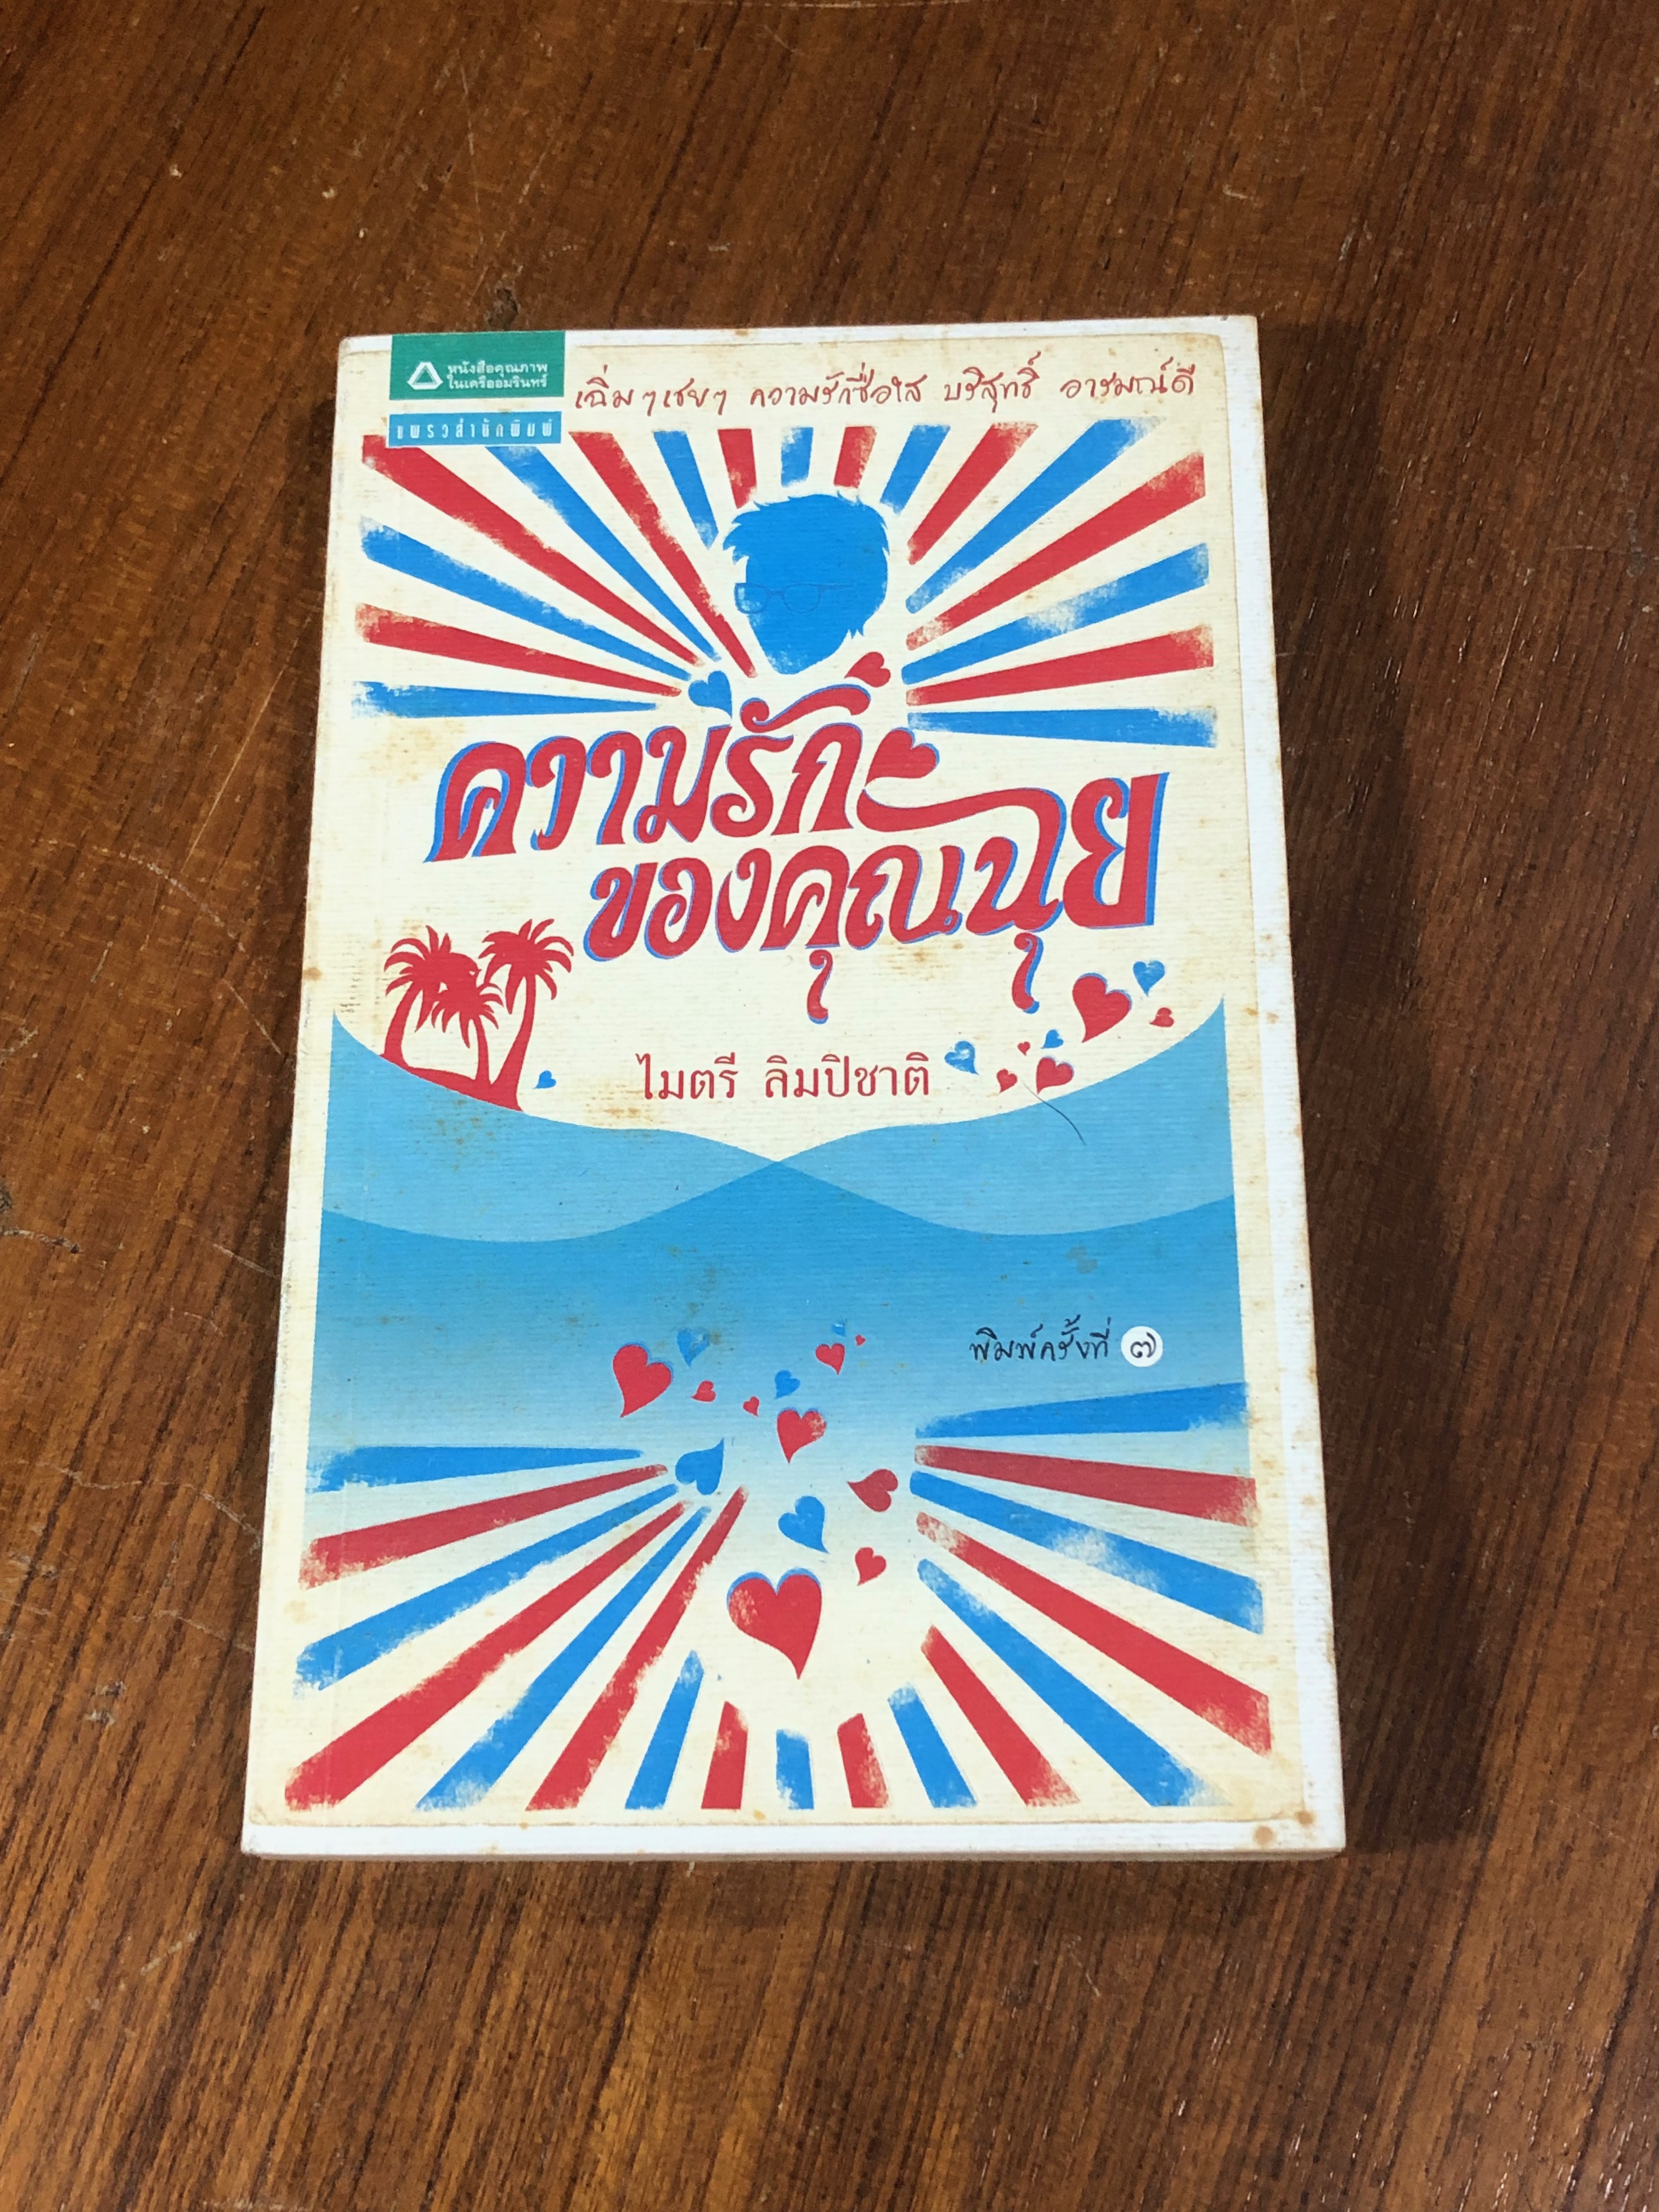 หนังสือคุณภาพ
ในเครืออมรินทร์
แพรวสำนักพิมพ์
เฉิ่มๆ เชยๆ ความรักซื่อใส บริสุทธิ์ อารมณ์ดี
ความรัก
ของคุณฉุย
ไมตรี ลิมปิชาติ
พิมพ์ครั้งที่ ๗